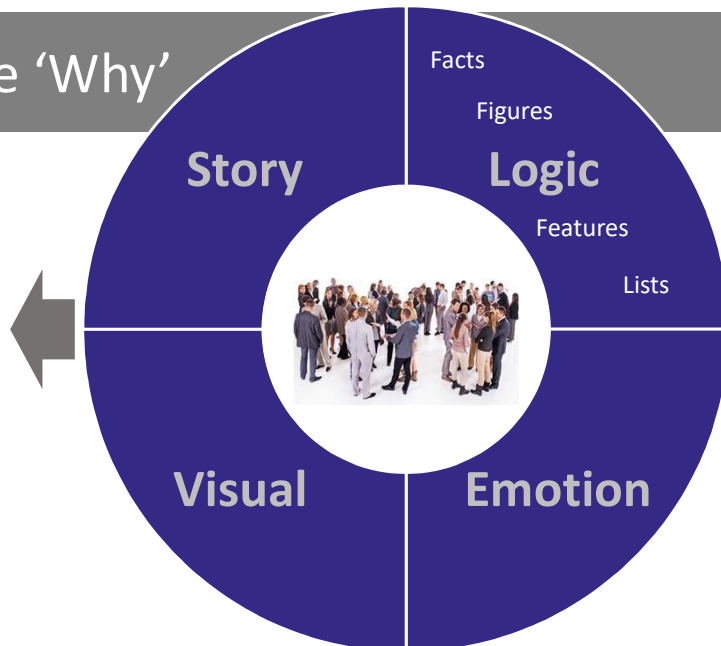 e ‘Why’
Facts
Figures
Story
Logic
Features
Lists
Visual
Emotion